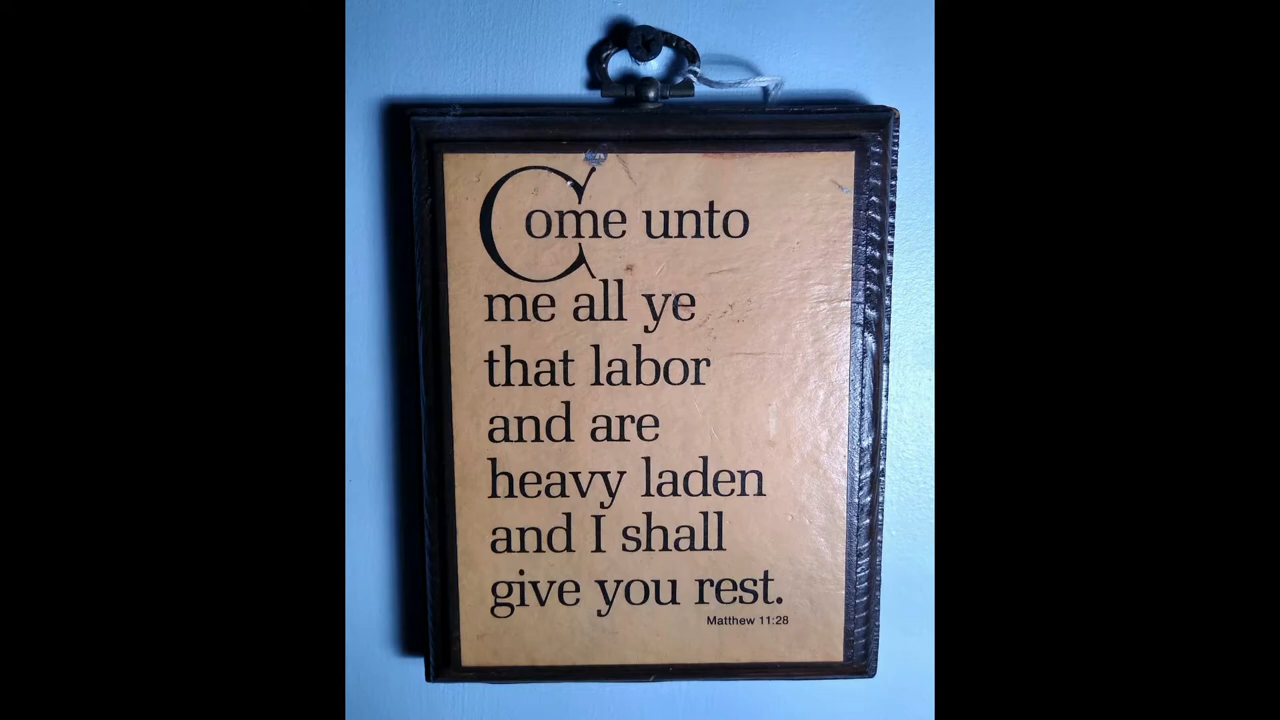 Come unto
me all ye
that labor
and are
heavy laden
and I shall
give you rest.
Matthew 11:28